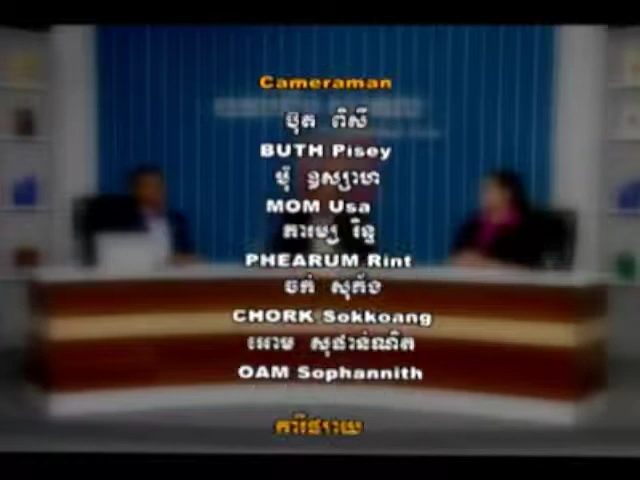 Cameraman
ប៊ុត ពិសី
BUTH Pisey
ម៉ុំ ឧស្សាហ
MOM Usa
ភារម្យ រិន្ទ
PHEARUM Rint
ចក់ សុគង់
CHORK Sokkoang
អោម សុផាន់ណិត
OAM Sophannith